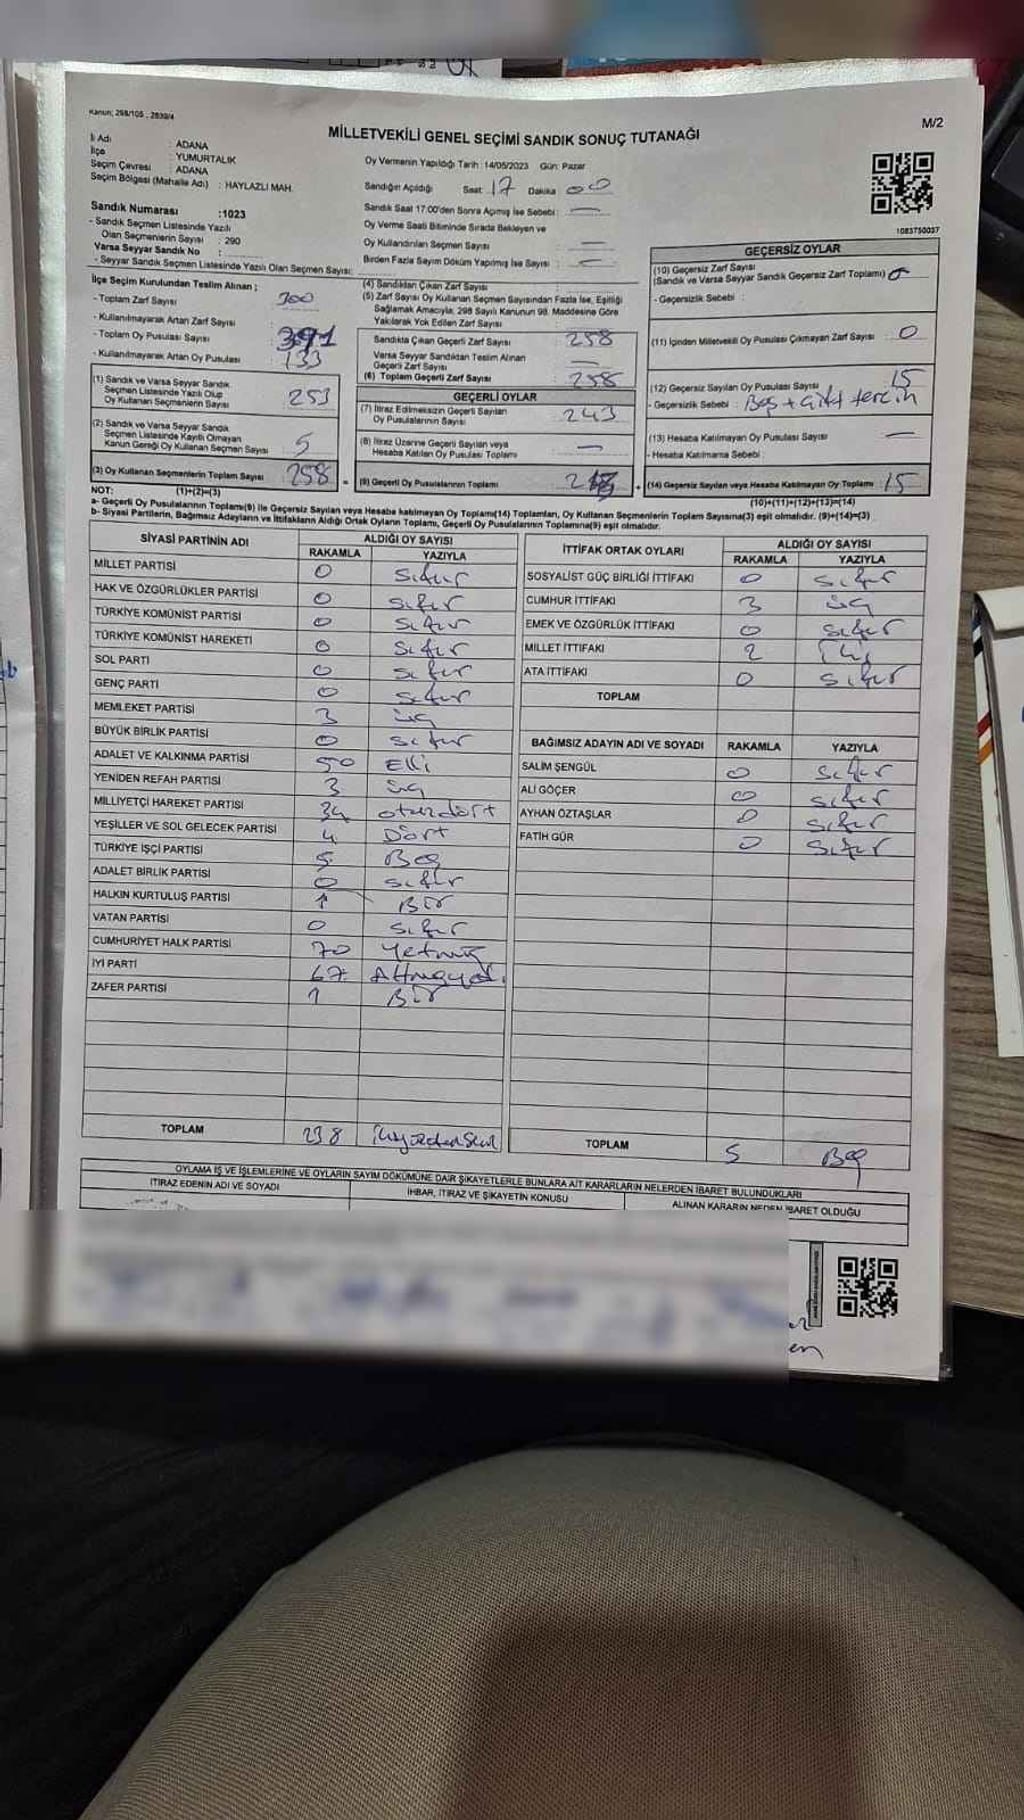 Kanun; 298/105 , 2839/4
M/2
MİLLETVEKİLİ GENEL SEÇİMİ SANDIK SONUÇ TUTANAĞI
İl Adı : ADANA
İlçe : YUMURTALIK
Seçim Çevresi : ADANA
Seçim Bölgesi (Mahalle Adı) : HAYLAZLI MAH.
Sandık Numarası :1023
- Sandık Seçmen Listesinde Yazılı
Olan Seçmenlerin Sayısı : 290
Varsa Seyyar Sandık No :
- Seyyar Sandık Seçmen Listesinde Yazılı Olan Seçmen Sayısı:
Oy Vermenin Yapıldığı Tarih :14/05/2023 Gün: Pazar
Sandığın Açıldığı Saat 17 Dakika 00
Sandık Saat 17:00'den Sonra Açılmış İse Sebebi : —
Oy Verme Saati Bitiminde Sırada Bekleyen ve
Oy Kullandırılan Seçmen Sayısı —
Birden Fazla Sayım Döküm Yapılmış İse Sayısı : —
1083750037
İlçe Seçim Kurulundan Teslim Alınan ;
- Toplam Zarf Sayısı : 300
- Kullanılmayarak Artan Zarf Sayısı :
- Toplam Oy Pusulası Sayısı : 391
- Kullanılmayarak Artan Oy Pusulası 133
(1) Sandık ve Varsa Seyyar Sandık
Seçmen Listesinde Yazılı Olup
Oy Kullanan Seçmenlerin Sayısı : 253
(2) Sandık ve Varsa Seyyar Sandık
Seçmen Listesinde Kayıtlı Olmayan
Kanun Gereği Oy Kullanan Seçmen Sayısı : 5
(3) Oy Kullanan Seçmenlerin Toplam Sayısı 258
(4) Sandıktan Çıkan Zarf Sayısı :
(5) Zarf Sayısı Oy Kullanan Seçmen Sayısından Fazla İse, Eşitliği
Sağlamak Amacıyla, 298 Sayılı Kanunun 98. Maddesine Göre
Yakılarak Yok Edilen Zarf Sayısı :
Sandıkta Çıkan Geçerli Zarf Sayısı : 258
Varsa Seyyar Sandıktan Teslim Alınan
Geçerli Zarf Sayısı : —
(6) Toplam Geçerli Zarf Sayısı 258
GEÇERLİ OYLAR
(7) İtiraz Edilmeksizin Geçerli Sayılan
Oy Pusulalarının Sayısı : 243
(8) İtiraz Üzerine Geçerli Sayılan veya
Hesaba Katılan Oy Pusulaları Toplamı : —
(9) Geçerli Oy Pusulalarının Toplamı
GEÇERSİZ OYLAR
(10) Geçersiz Zarf Sayısı
(Sandık ve Varsa Seyyar Sandık Geçersiz Zarf Toplamı) : 0
- Geçersizlik Sebebi :
(11) İçinden Milletvekili Oy Pusulası Çıkmayan Zarf Sayısı : 0
(12) Geçersiz Sayılan Oy Pusulası Sayısı : 15
- Geçersizlik Sebebi : Boş + Çift tercih
(13) Hesaba Katılmayan Oy Pusulası Sayısı : —
- Hesaba Katılmama Sebebi :
(14) Geçersiz Sayılan veya Hesaba Katılmayan Oy Toplamı : 15
NOT: (1)+(2)=(3) (10)+(11)+(12)+(13)=(14)
a- Geçerli Oy Pusulalarının Toplamı(9) ile Geçersiz Sayılan veya Hesaba katılmayan Oy Toplamı(14) Toplamları, Oy Kullanan Seçmenlerin Toplam Sayısına(3) eşit olmalıdır. (9)+(14)=(3)
b- Siyasi Partilerin, Bağımsız Adayların ve İttifakların Aldığı Ortak Oyların Toplamı, Geçerli Oy Pusulalarının Toplamına(9) eşit olmalıdır.
SİYASİ PARTİNİN ADI ALDIĞI OY SAYISI
RAKAMLA YAZIYLA
MİLLET PARTİSİ 0 Sıfır
HAK VE ÖZGÜRLÜKLER PARTİSİ 0 Sıfır
TÜRKİYE KOMÜNİST PARTİSİ 0 Sıfır
TÜRKİYE KOMÜNİST HAREKETİ 0 Sıfır
SOL PARTİ 0 Sıfır
GENÇ PARTİ 0 Sıfır
MEMLEKET PARTİSİ 3 üç
BÜYÜK BİRLİK PARTİSİ 0 Sıfır
ADALET VE KALKINMA PARTİSİ 50 Elli
YENİDEN REFAH PARTİSİ 3 üç
MİLLİYETÇİ HAREKET PARTİSİ 34 otuzdört
YEŞİLLER VE SOL GELECEK PARTİSİ 4 Dört
TÜRKİYE İŞÇİ PARTİSİ 5 Beş
ADALET BİRLİK PARTİSİ 0 sıfır
HALKIN KURTULUŞ PARTİSİ 1 Bir
VATAN PARTİSİ 0 Sıfır
CUMHURİYET HALK PARTİSİ 70 Yetmiş
İYİ PARTİ 67
ZAFER PARTİSİ 1 Bir
TOPLAM 238
İTTİFAK ORTAK OYLARI ALDIĞI OY SAYISI
RAKAMLA YAZIYLA
SOSYALİST GÜÇ BİRLİĞİ İTTİFAKI 0 Sıfır
CUMHUR İTTİFAKI 3 üç
EMEK VE ÖZGÜRLÜK İTTİFAKI 0 Sıfır
MİLLET İTTİFAKI 2 İki
ATA İTTİFAKI 0 Sıfır
TOPLAM
BAĞIMSIZ ADAYIN ADI VE SOYADI RAKAMLA YAZIYLA
SALİM ŞENGÜL 0 Sıfır
ALİ GÖÇER 0 Sıfır
AYHAN ÖZTAŞLAR 0 Sıfır
FATİH GÜR 0 Sıfır
TOPLAM 5 Beş
OYLAMA İŞ VE İŞLEMLERİNE VE OYLARIN SAYIM DÖKÜMÜNE DAİR ŞİKAYETLERLE BUNLARA AİT KARARLARIN NELERDEN İBARET BULUNDUKLARI
İTİRAZ EDENİN ADI VE SOYADI İHBAR, İTİRAZ VE ŞİKAYETİN KONUSU ALINAN KARARIN NEDEN İBARET OLDUĞU